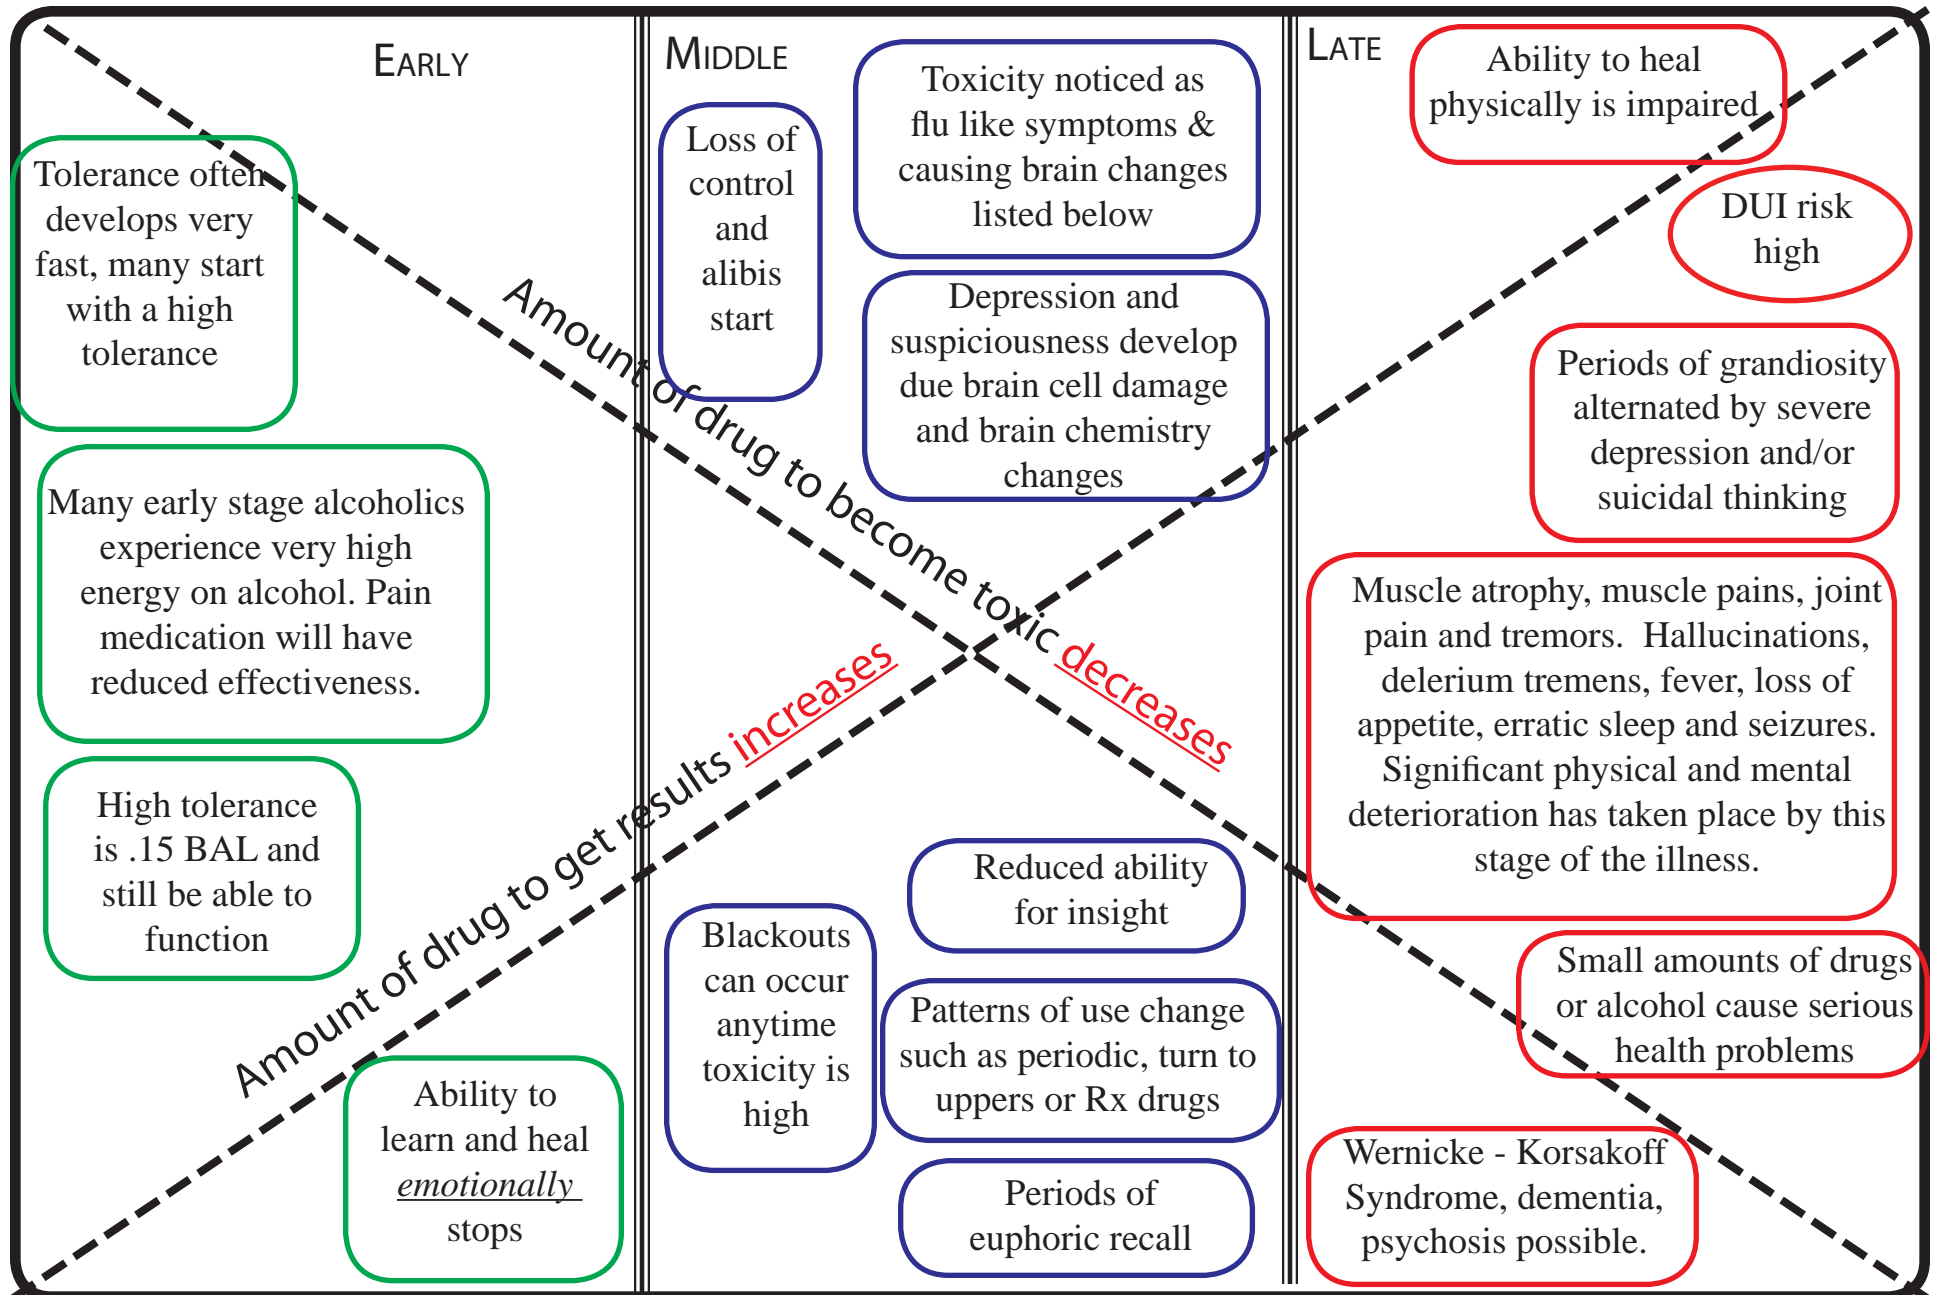 EARLY
Tolerance often
develops very
fast, many start
with a high
tolerance
Many early stage alcoholics
experience very high
energy on alcohol. Pain
medication will have
reduced effectiveness.
High tolerance
is .15 BAL and
still be able to
function
Ability to
learn and heal
emotionally
stops
Amount of drug to become toxic decreases
Amount of drug to get results increases
MIDDLE
Loss of
control
and
alibis
start
Toxicity noticed as
flu like symptoms &
causing brain changes
listed below
Depression and
suspiciousness develop
due brain cell damage
and brain chemistry
changes
Reduced ability
for insight
Blackouts
can occur
anytime
toxicity is
high
Patterns of use change
such as periodic, turn to
uppers or Rx drugs
Periods of
euphoric recall
LATE
Ability to heal
physically is impaired
DUI risk
high
Periods of grandiosity
alternated by severe
depression and/or
suicidal thinking
Muscle atrophy, muscle pains, joint
pain and tremors. Hallucinations,
delerium tremens, fever, loss of
appetite, erratic sleep and seizures.
Significant physical and mental
deterioration has taken place by this
stage of the illness.
Small amounts of drugs
or alcohol cause serious
health problems
Wernicke - Korsakoff
Syndrome, dementia,
psychosis possible.